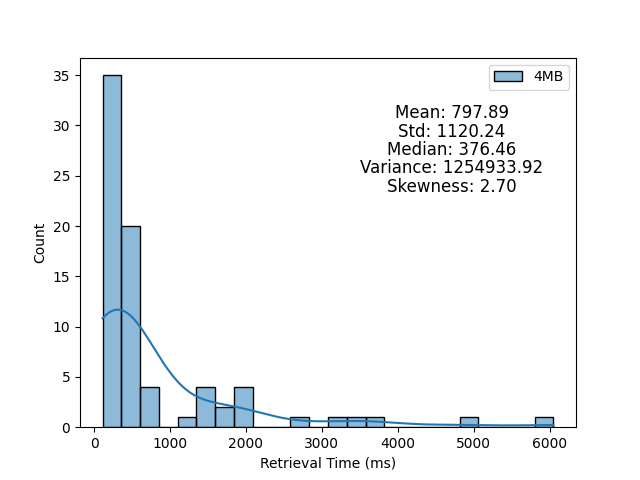 4MB
Mean: 797.89
Std: 1120.24
Median: 376.46
Variance: 1254933.92
Skewness: 2.70
35
30
25
20
15
10
5
0
Count
0 1000 2000 3000 4000 5000 6000
Retrieval Time (ms)